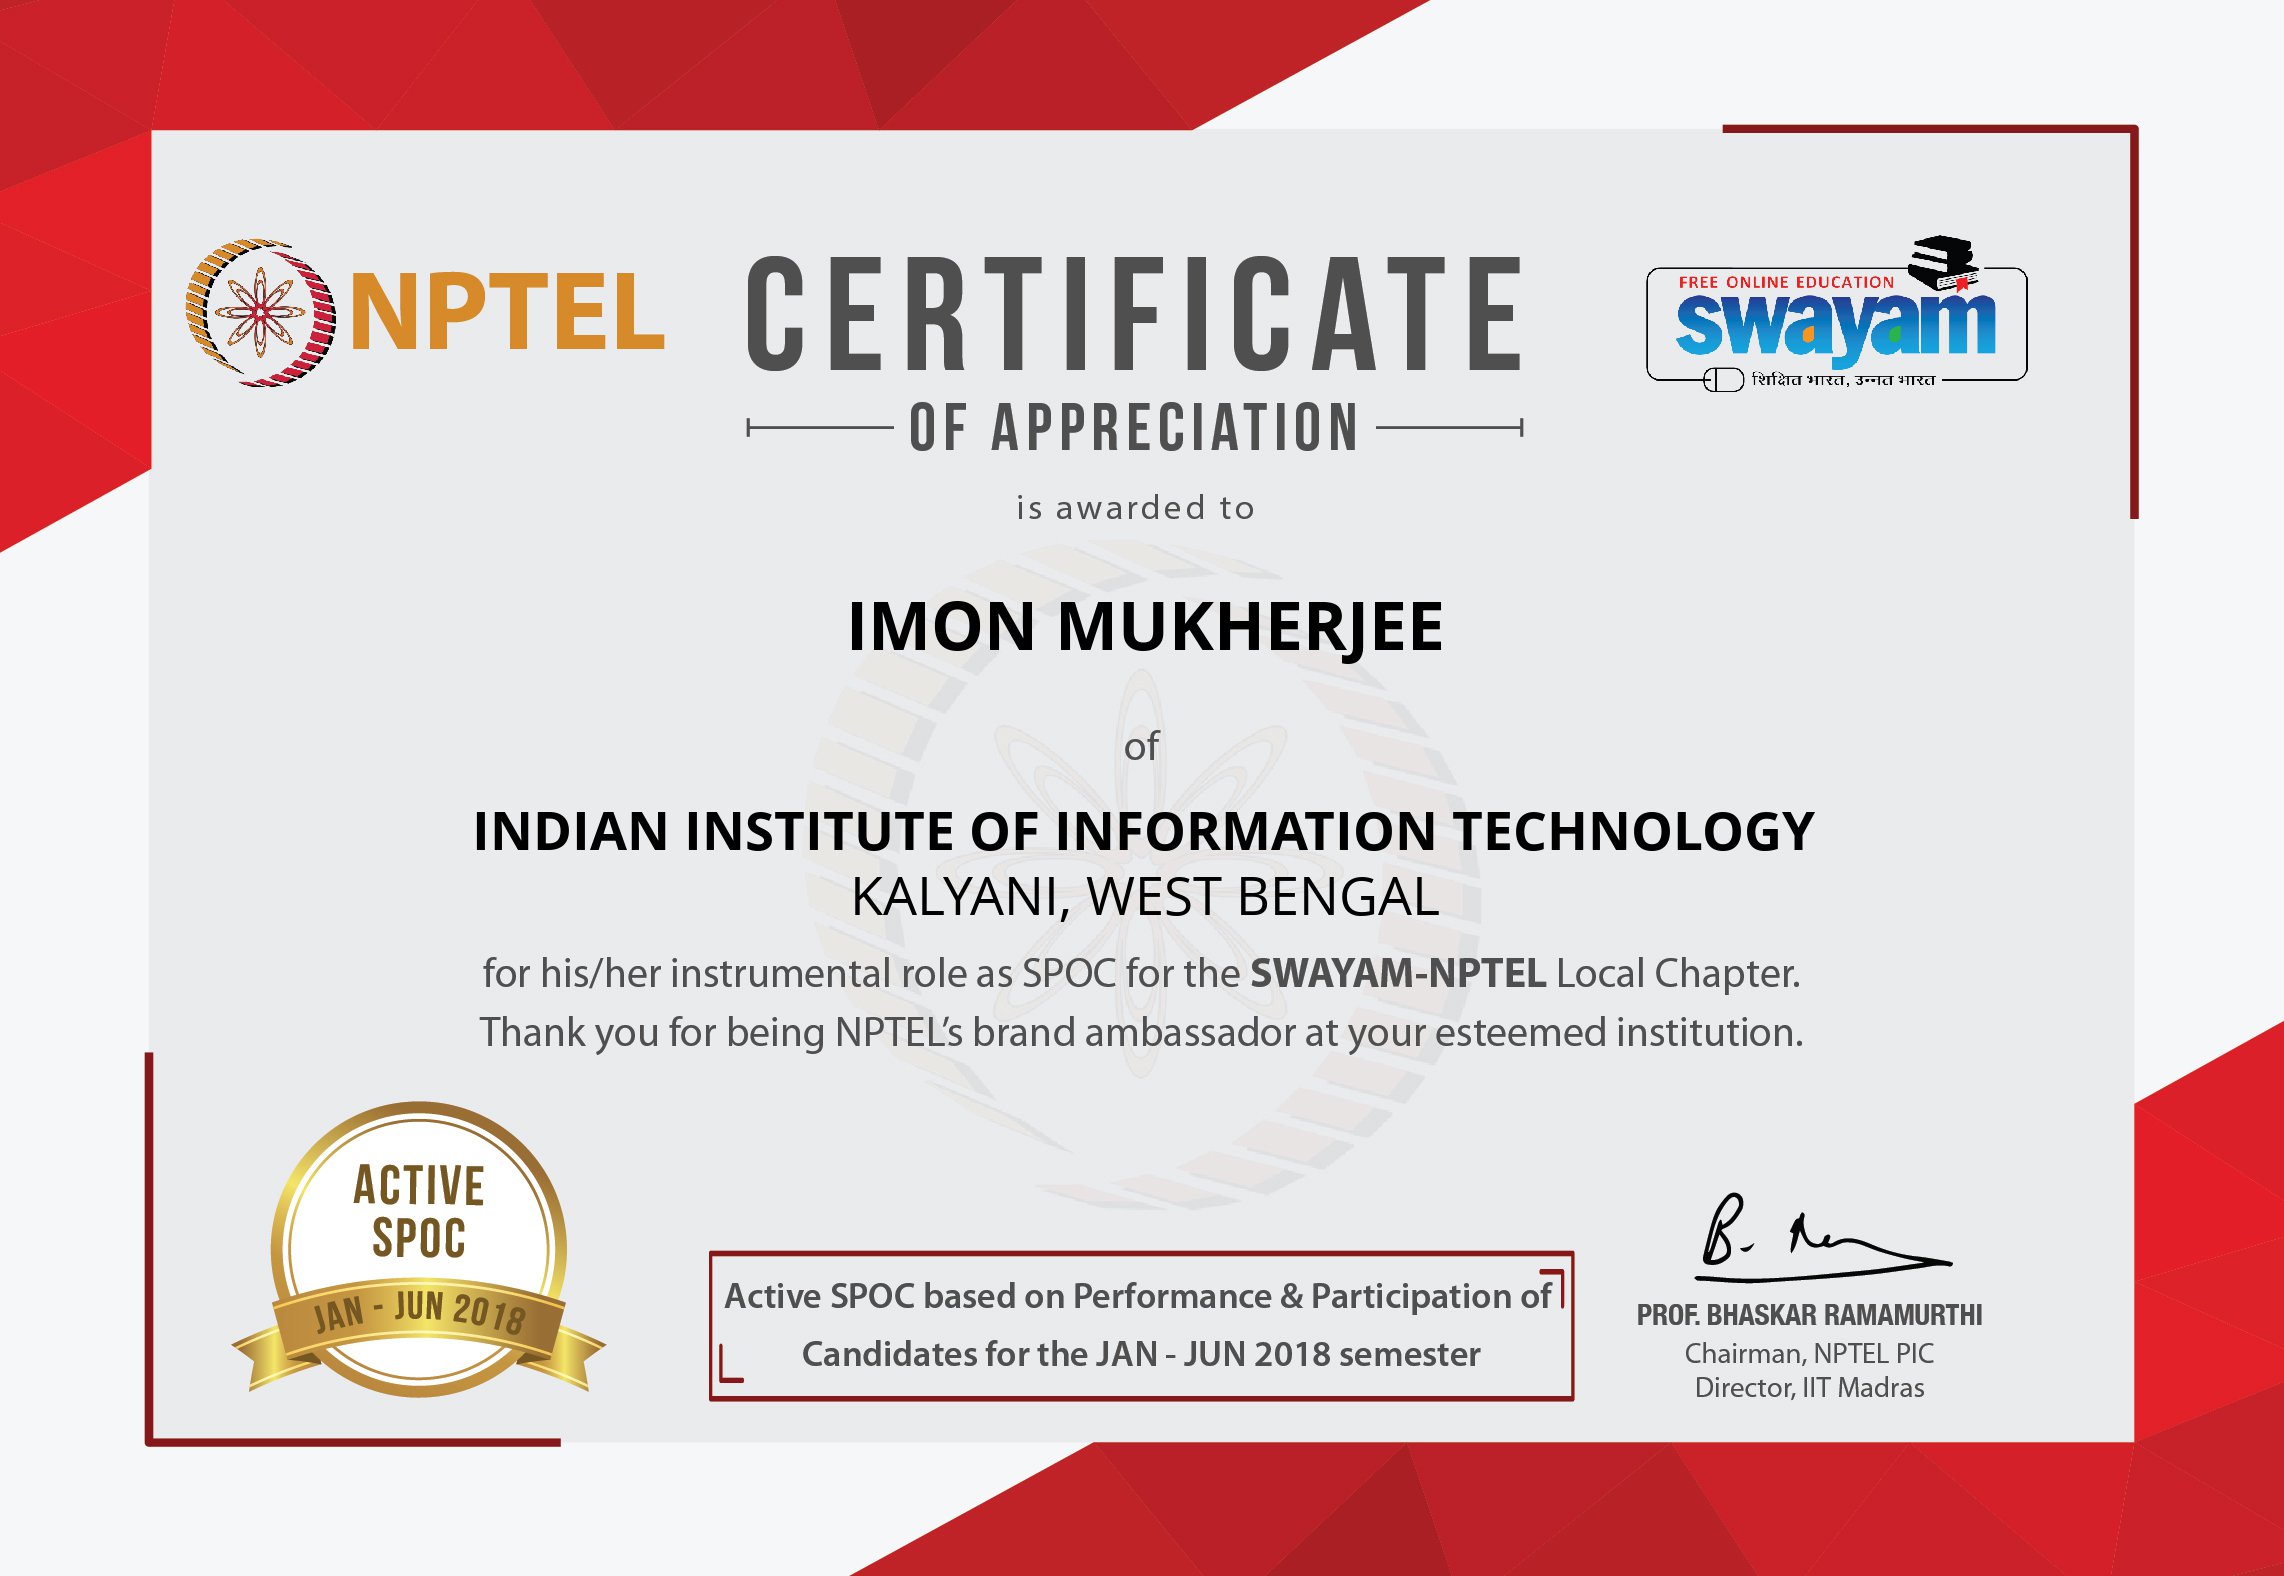 NPTEL
CERTIFICATE
OF APPRECIATION
FREE ONLINE EDUCATION
swayam
शिक्षित भारत, उन्नत भारत
is awarded to
IMON MUKHERJEE
of
INDIAN INSTITUTE OF INFORMATION TECHNOLOGY
KALYANI, WEST BENGAL
for his/her instrumental role as SPOC for the SWAYAM-NPTEL Local Chapter.
Thank you for being NPTEL’s brand ambassador at your esteemed institution.
ACTIVE
SPOC
JAN - JUN 2018
Active SPOC based on Performance & Participation of
Candidates for the JAN - JUN 2018 semester
B. Ram
PROF. BHASKAR RAMAMURTHI
Chairman, NPTEL PIC
Director, IIT Madras